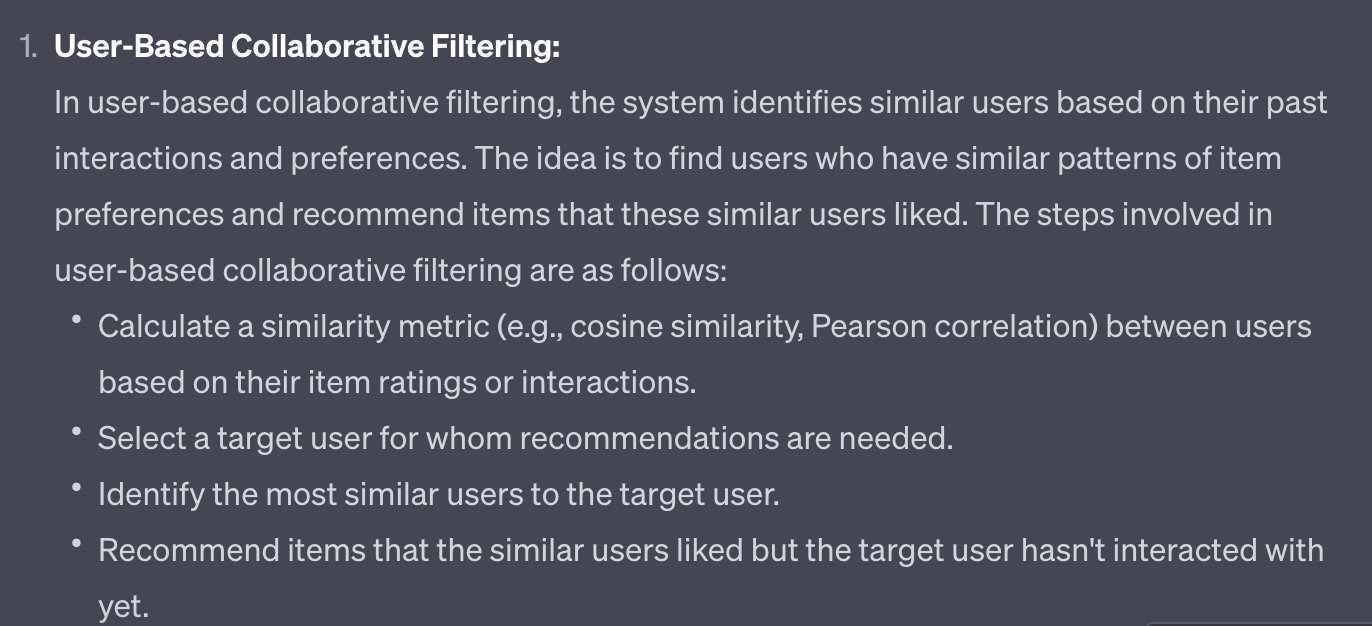 1. User-Based Collaborative Filtering:
In user-based collaborative filtering, the system identifies similar users based on their past
interactions and preferences. The idea is to find users who have similar patterns of item
preferences and recommend items that these similar users liked. The steps involved in
user-based collaborative filtering are as follows:
• Calculate a similarity metric (e.g., cosine similarity, Pearson correlation) between users
based on their item ratings or interactions.
• Select a target user for whom recommendations are needed.
• Identify the most similar users to the target user.
• Recommend items that the similar users liked but the target user hasn't interacted with
yet.